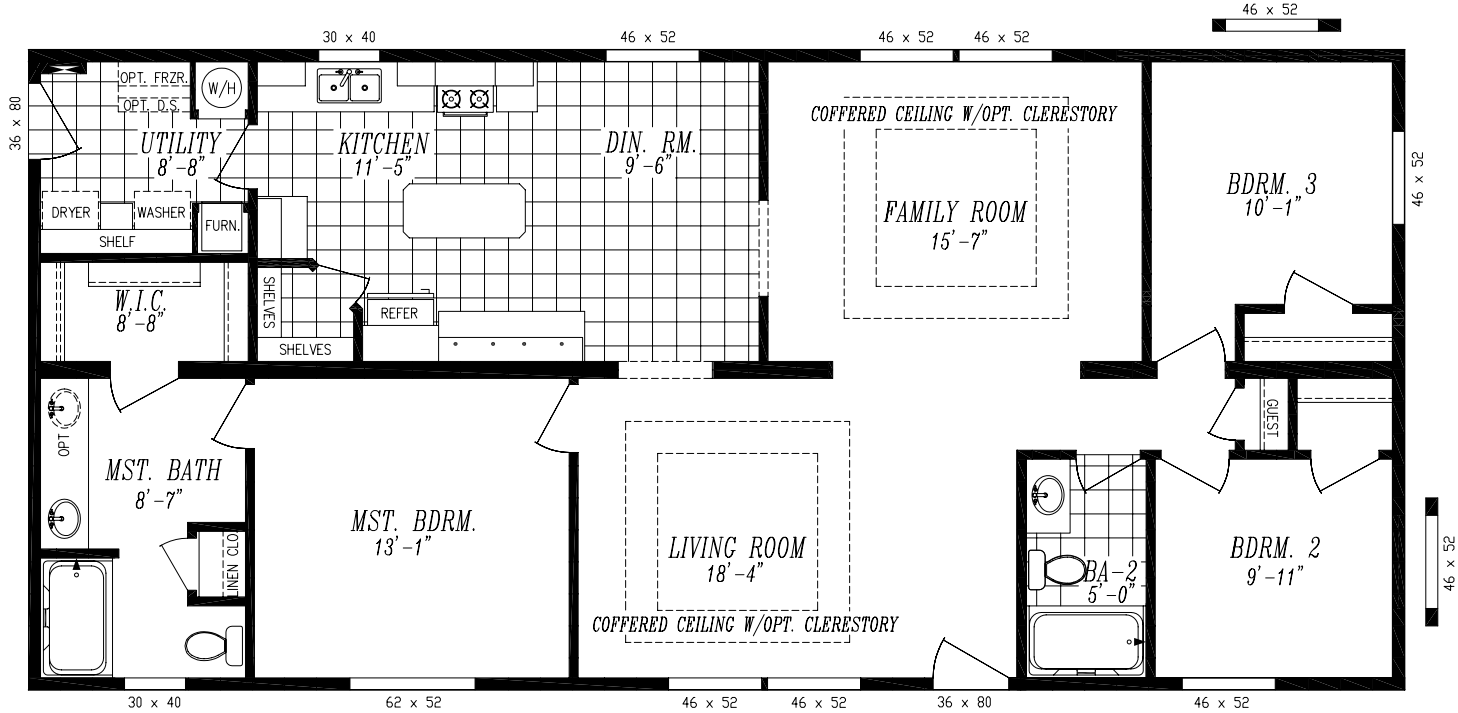 46 x 52
30 x 40
46 x 52
46 x 52
46 x 52
36 x 80
OPT. FRZR.
OPT. D.S.
W/H
UTILITY
8'-8"
KITCHEN
11'-5"
DIN. RM.
9'-6"
COFFERED CEILING W/OPT. CLERESTORY
FAMILY ROOM
15'-7"
BDRM. 3
10'-1"
46 x 52
DRYER
WASHER
FURN.
SHELF
W.I.C.
8'-8"
SHELVES
SHELVES
REFER
OPT
MST. BATH
8'-7"
LINEN CLO.
MST. BDRM.
13'-1"
LIVING ROOM
18'-4"
COFFERED CEILING W/OPT. CLERESTORY
GUEST
BA-2
5'-0"
BDRM. 2
9'-11"
46 x 52
30 x 40
62 x 52
46 x 52
46 x 52
36 x 80
46 x 52